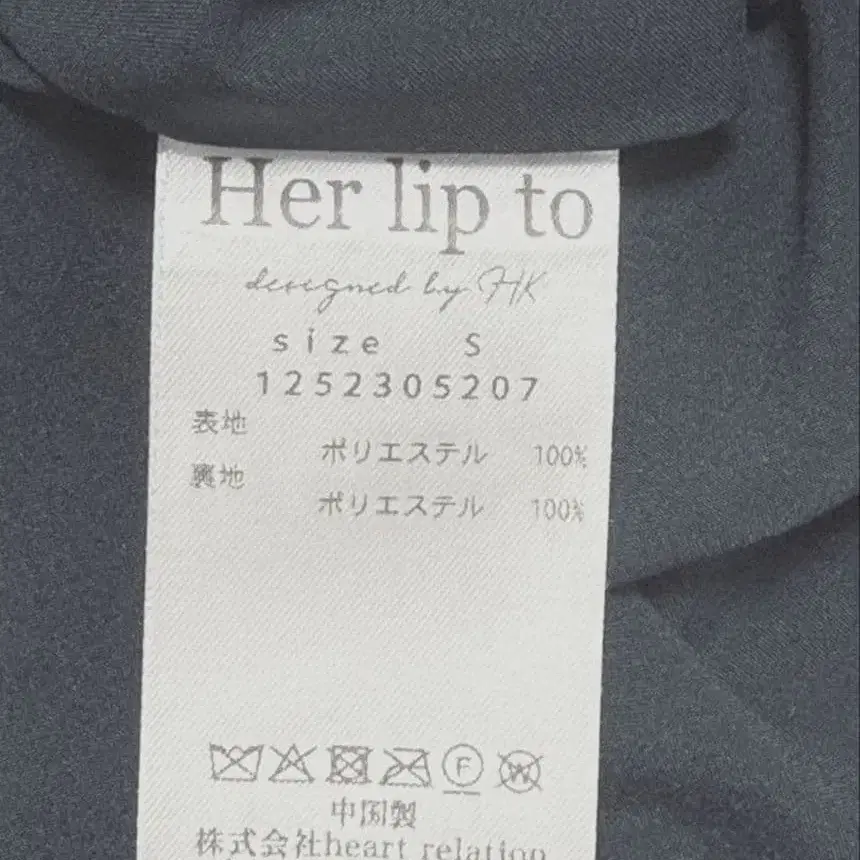 Her lip to
designed by HK
size S
1252305207
表地
ポリエステル 100%
裏地
ポリエステル 100%
F
W
中国製
株式会社heart relation